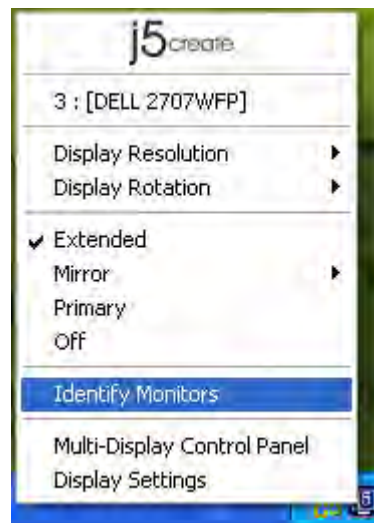 j5create
3 : [DELL 2707WFP]
Display Resolution
Display Rotation
Extended
Mirror
Primary
Off
Identify Monitors
Multi-Display Control Panel
Display Settings
5